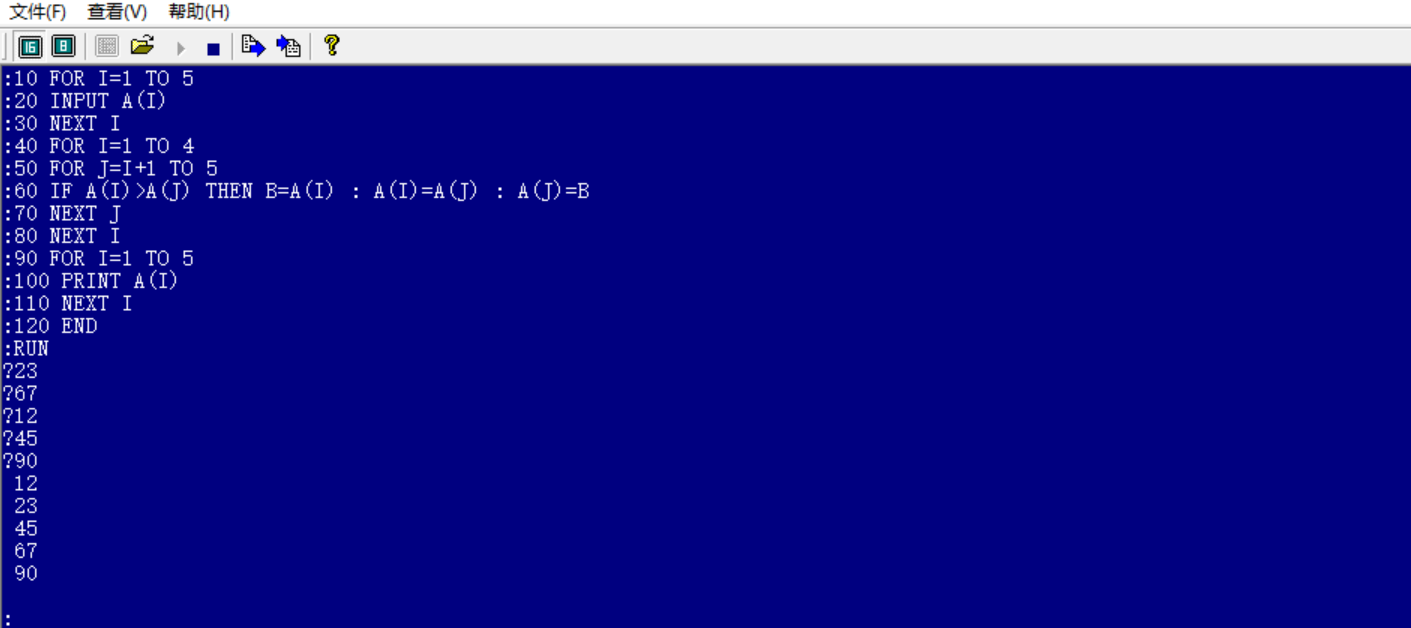 文件(F) 查看(V) 帮助(H)
16 8
:10 FOR I=1 TO 5
:20 INPUT A(I)
:30 NEXT I
:40 FOR I=1 TO 4
:50 FOR J=I+1 TO 5
:60 IF A(I)>A(J) THEN B=A(I) : A(I)=A(J) : A(J)=B
:70 NEXT J
:80 NEXT I
:90 FOR I=1 TO 5
:100 PRINT A(I)
:110 NEXT I
:120 END
:RUN
?23
?67
?12
?45
?90
12
23
45
67
90
: